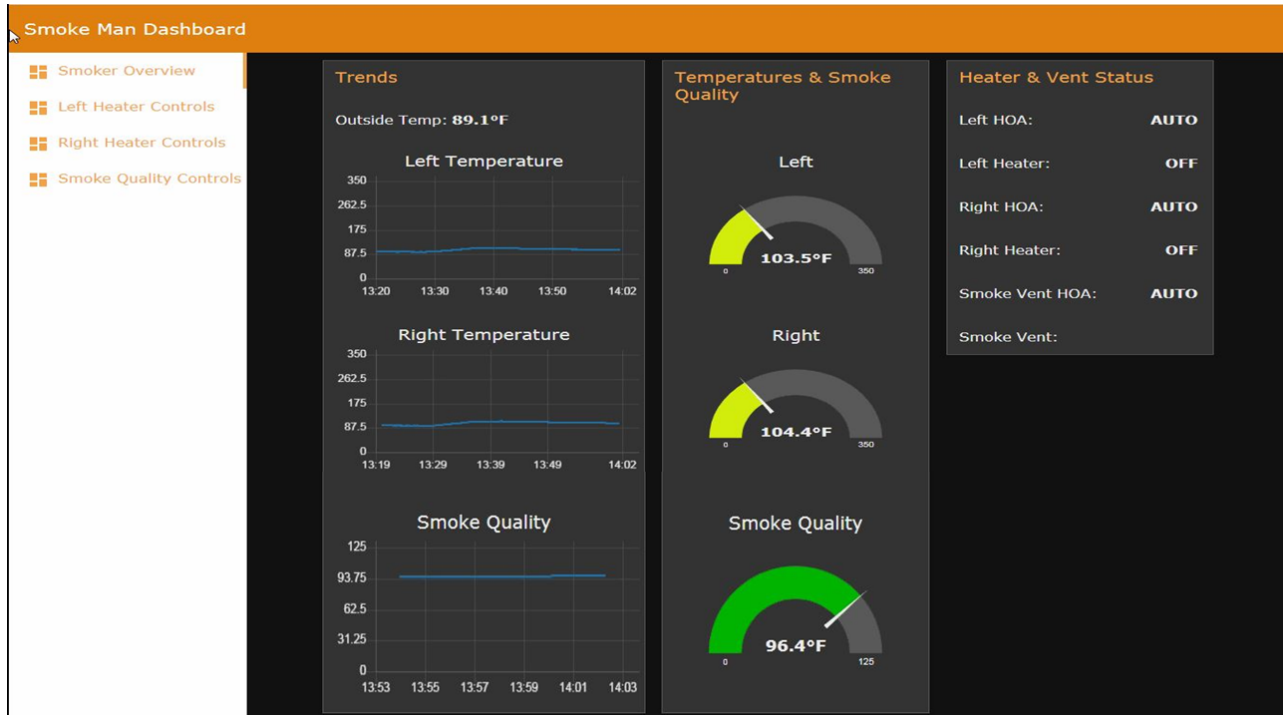 Smoke Man Dashboard
Smoker Overview
Left Heater Controls
Right Heater Controls
Smoke Quality Controls
Trends
Outside Temp: 89.1°F
Left Temperature
350
262.5
175
87.5
0
13:20 13:30 13:40 13:50 14:02
Right Temperature
350
262.5
175
87.5
0
13:19 13:29 13:39 13:49 14:02
Smoke Quality
125
93.75
62.5
31.25
0
13:53 13:55 13:57 13:59 14:01 14:03
Temperatures & Smoke
Quality
Left
103.5°F
0 350
Right
104.4°F
0 350
Smoke Quality
96.4°F
0 125
Heater & Vent Status
Left HOA: AUTO
Left Heater: OFF
Right HOA: AUTO
Right Heater: OFF
Smoke Vent HOA: AUTO
Smoke Vent: